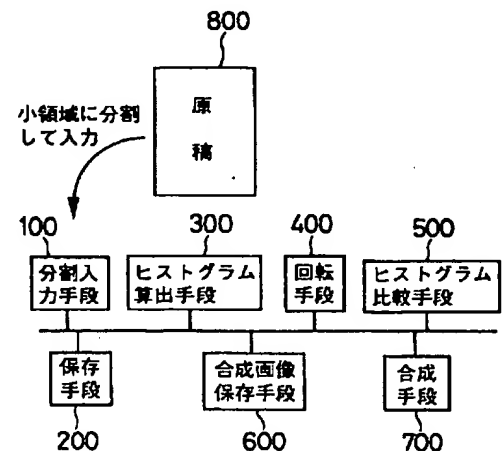 800
原
稿
小領域に分割
して入力
100
300
400
500
分割入
力手段
ヒストグラム
算出手段
回転
手段
ヒストグラム
比較手段
保存
手段
合成画像
保存手段
合成
手段
200
600
700